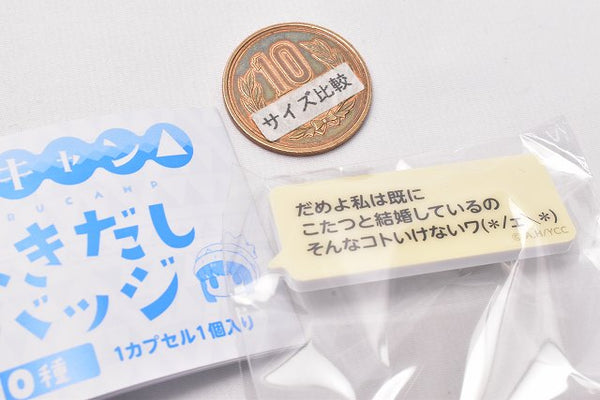 10
サイズ比較
キャン△
RUCAMP
きだし
バッジ
0種
1カプセル1個入り
だめよ私は既に
こたつと結婚しているの
そんなコトいけないワ(*/ェ＼*)
©A.H/YCC